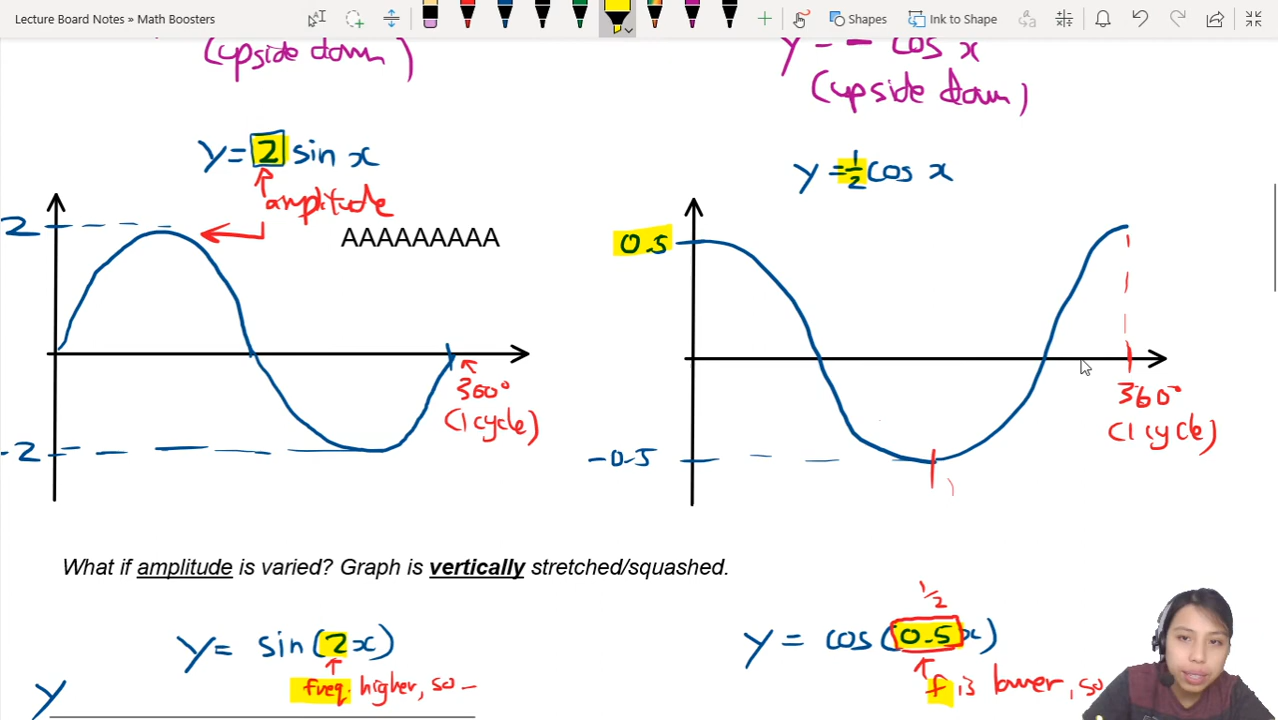 Lecture Board Notes » Math Boosters
Shapes
Ink to Shape
(upside down)
y = - cos x
(upside down)
y = 2 sin x
amplitude
AAAAAAAAA
2
-2
360°
(1 cycle)
y = 1/2 cos x
0.5
-0.5
360°
(1 cycle)
What if amplitude is varied? Graph is vertically stretched/squashed.
y = sin(2x)
freq. higher, so –
y
1/2
y = cos(0.5x)
f is lower, so